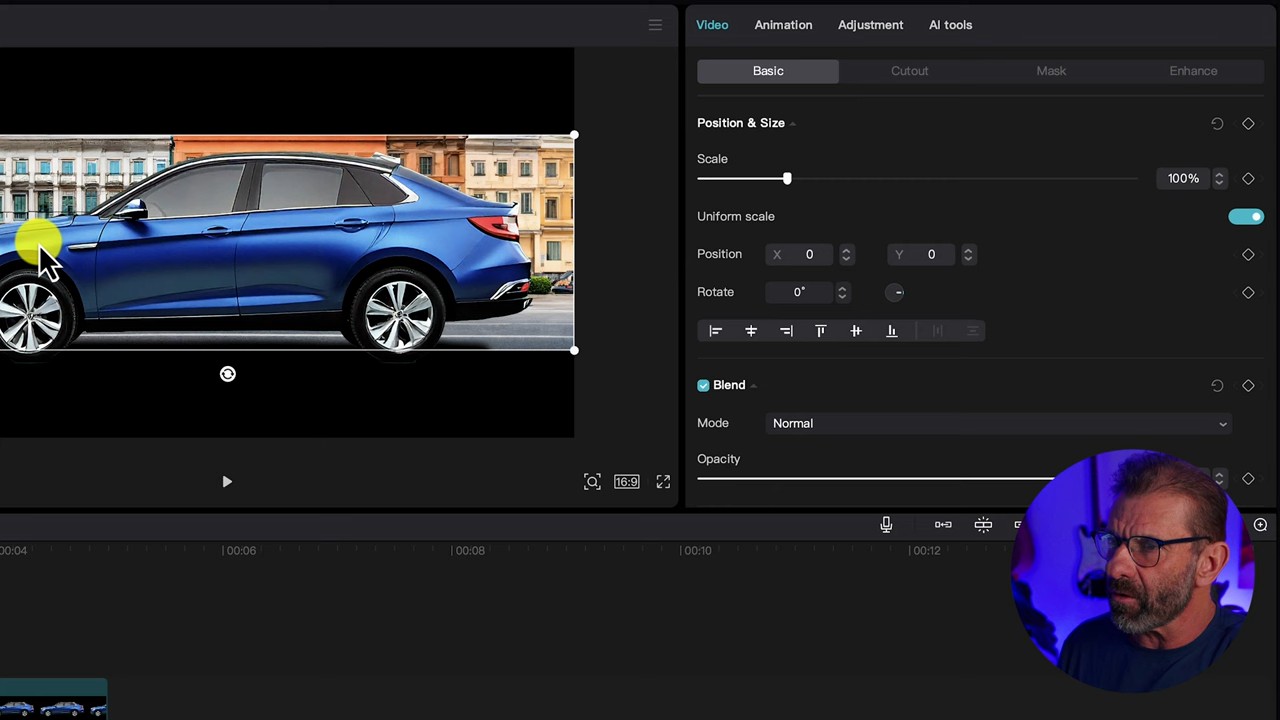 Video Animation Adjustment AI tools
Basic Cutout Mask Enhance
Position & Size
Scale
100%
Uniform scale
Position X 0 Y 0
Rotate 0°
Blend
Mode Normal
Opacity
16:9
00:04 00:06 00:08 00:10 00:12